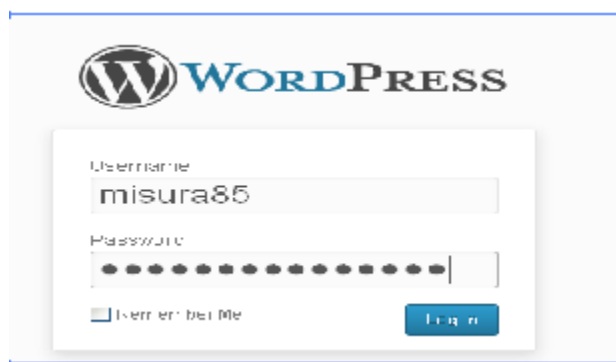 WORDPRESS
Username
misura85
Password
●●●●●●●●●●●●●●●
Remember Me
Log In